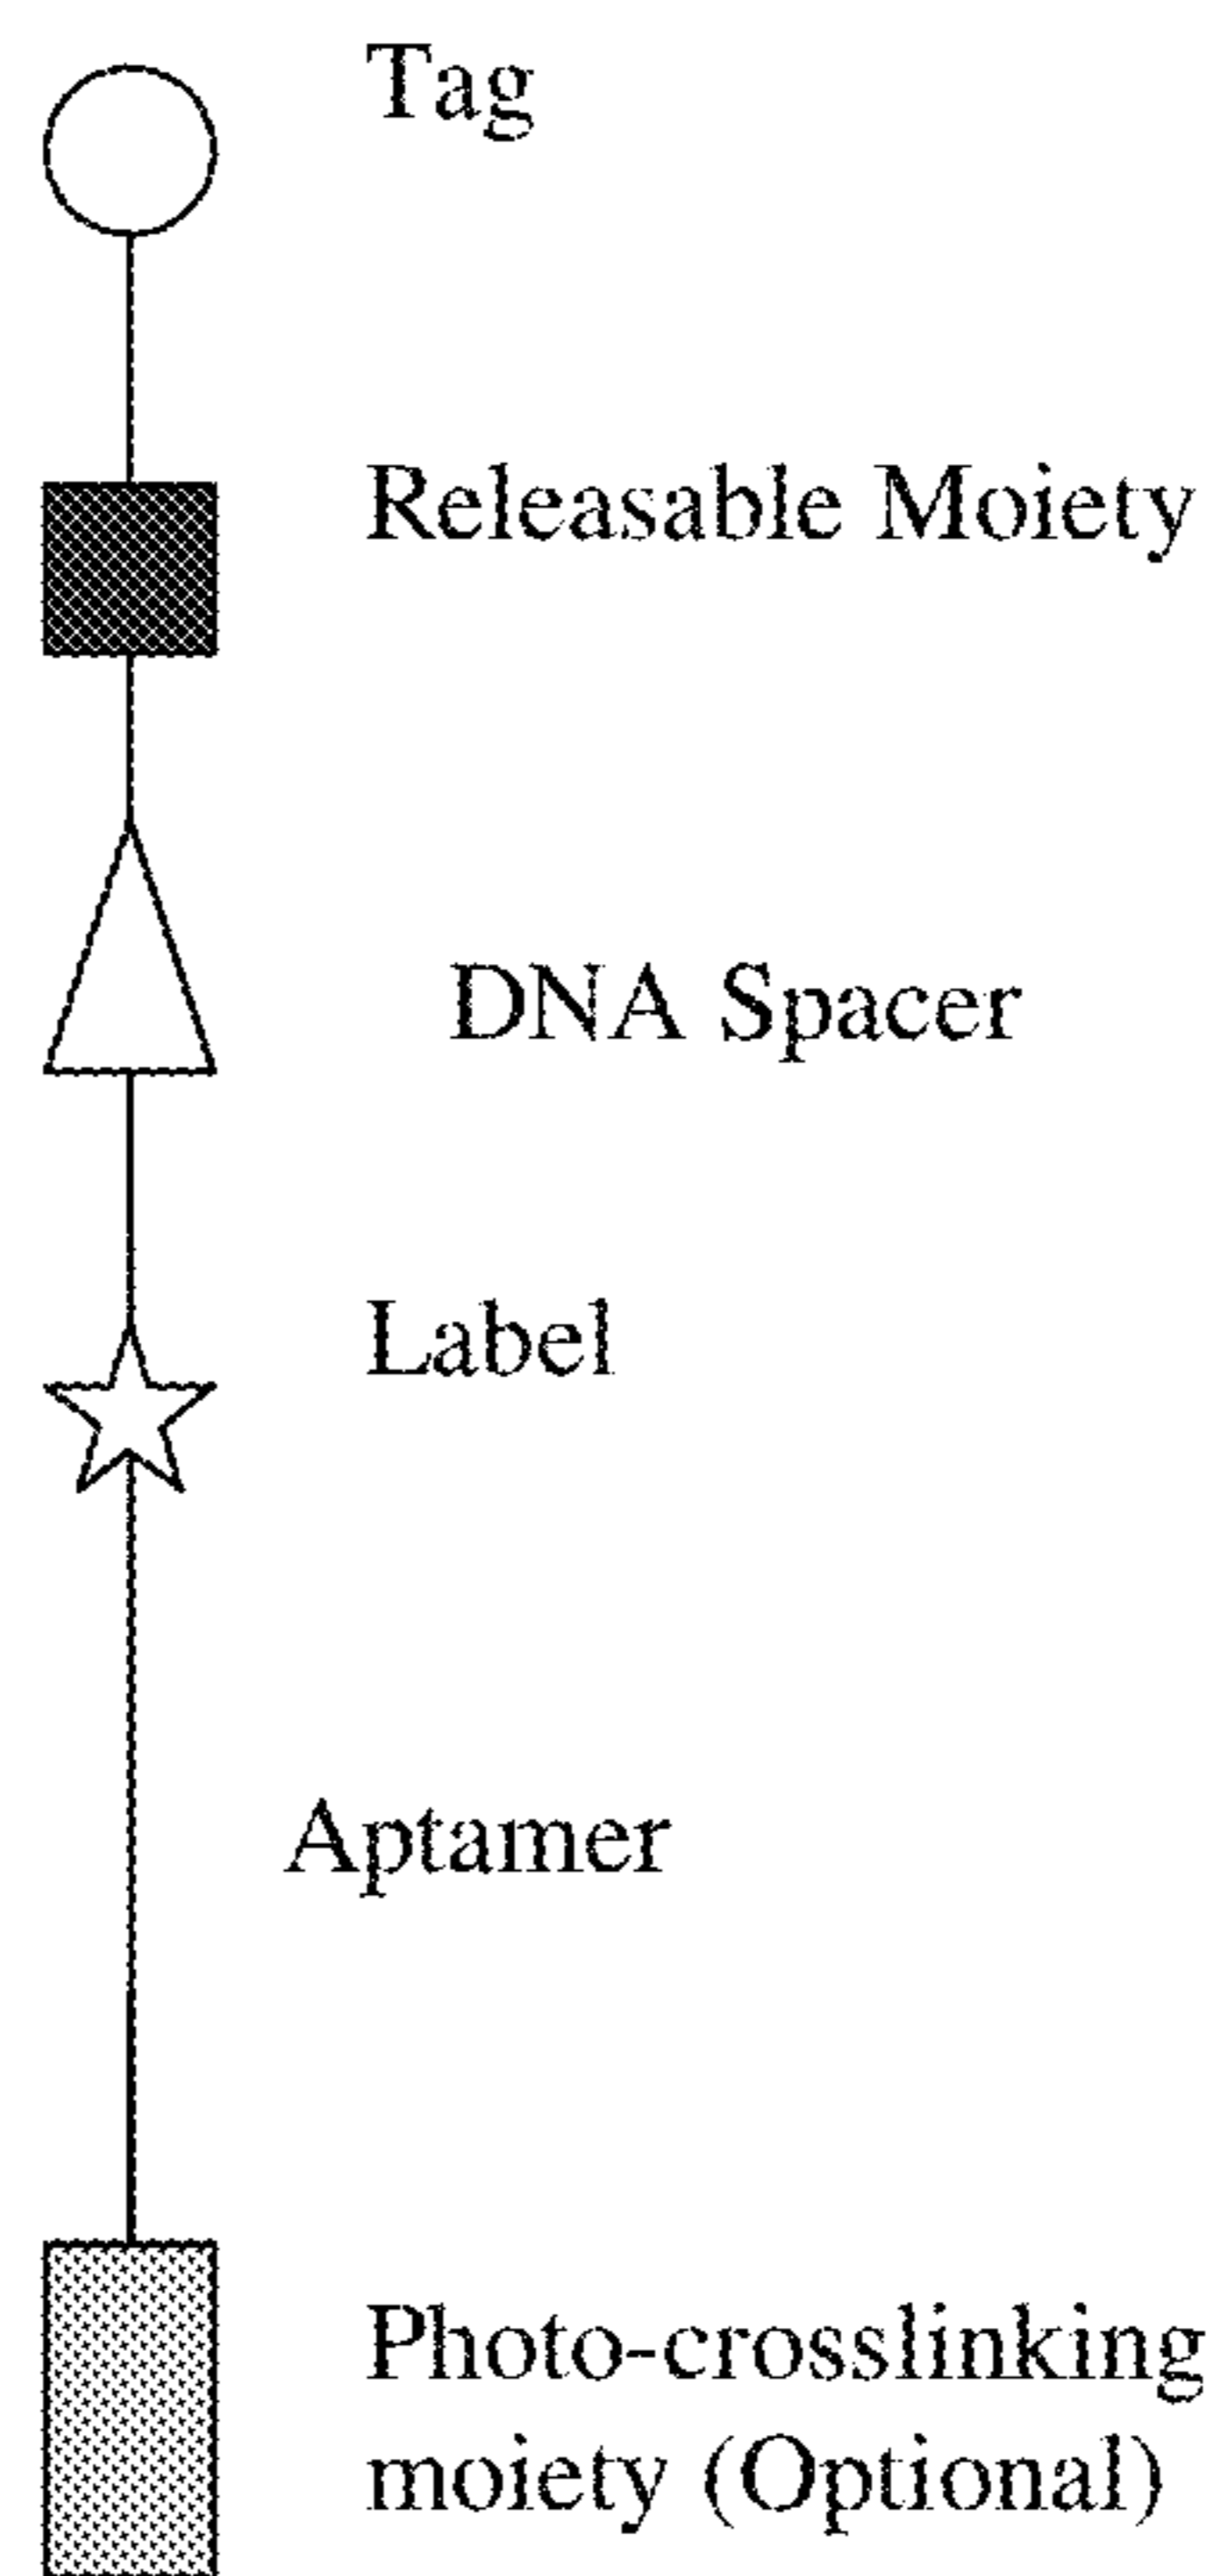 Tag
Releasable Moiety
DNA Spacer
Label
Aptamer
Photo-crosslinking
moiety (Optional)